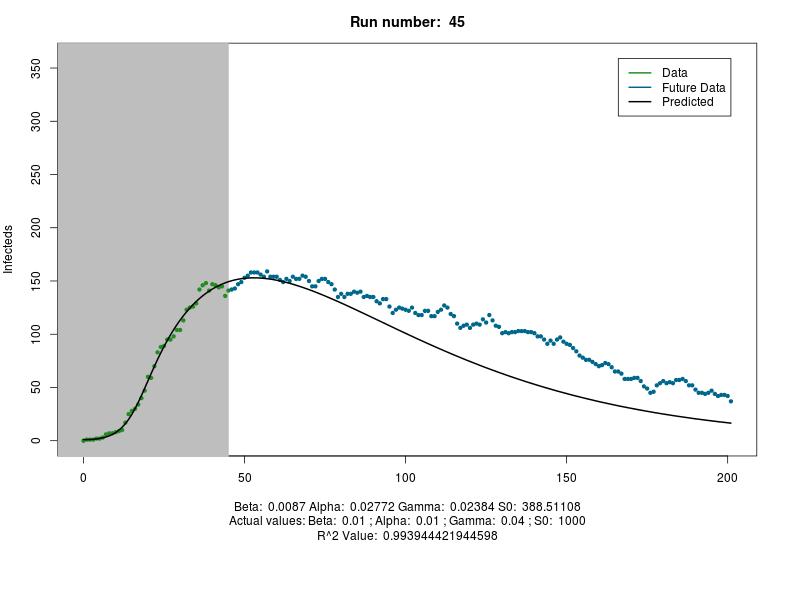 Run number:  45
350
300
250
200
150
100
50
0
Infecteds
Data
Future Data
Predicted
0
50
100
150
200
Beta:  0.0087 Alpha:  0.02772 Gamma:  0.02384 S0:  388.51108
Actual values: Beta:  0.01 ; Alpha:  0.01 ; Gamma:  0.04 ; S0:  1000
R^2 Value:  0.993944421944598